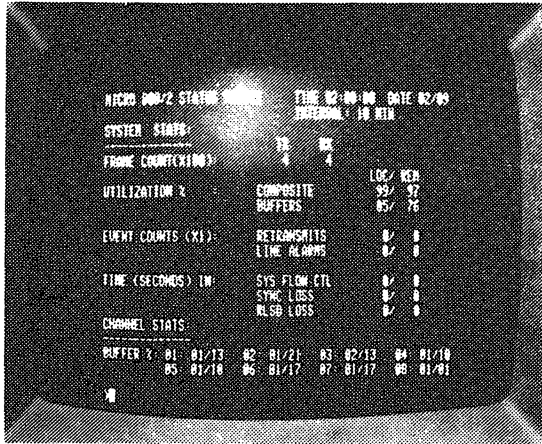 MICRO 800/2 STATUS TIME 02:00:00 DATE 02/09
INTERVAL: 10 MIN
SYSTEM STATS:
TX RX
FRAME COUNT(X100): 4 4
LOC/ REM
UTILIZATION % : COMPOSITE 99/ 97
BUFFERS 05/ 76
EVENT COUNTS (X1): RETRANSMITS 0/ 0
LINE ALARMS 0/ 0
TIME (SECONDS) IN: SYS FLOW CTL 0/ 0
SYNC LOSS 0/ 0
RLSD LOSS 0/ 0
CHANNEL STATS:
BUFFER %: 01: 01/13: 02: 01/21 03: 02/13 04: 01/10
05: 01/10 06: 01/17 07: 01/17 08: 01/01